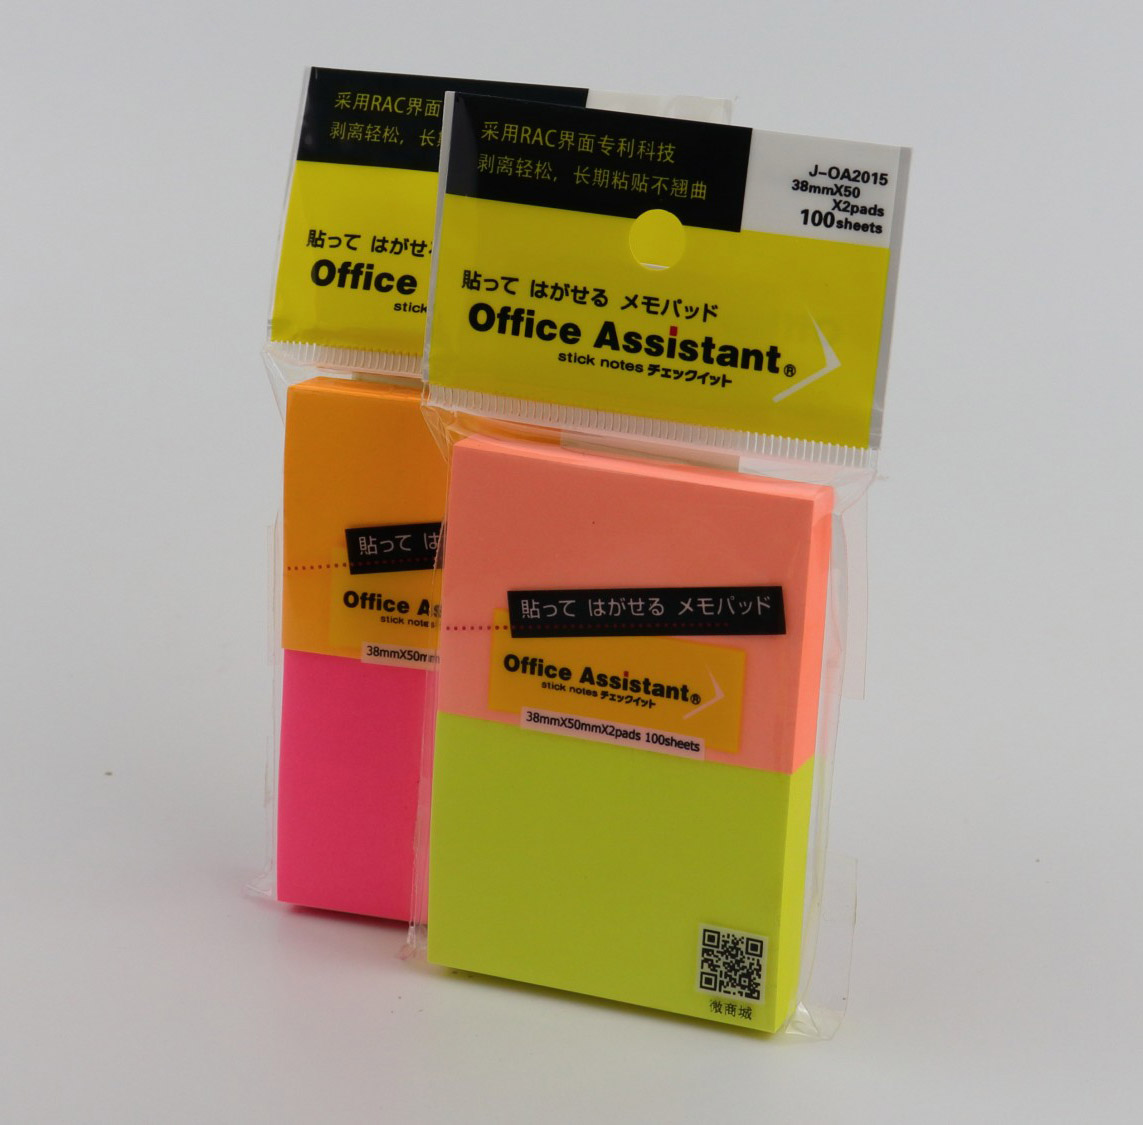 采用RAC界面
剥离轻松，长
貼って はがせ
Office
stick
貼って は
Office As
stick notes
38mmX50mm
采用RAC界面专利科技
剥离轻松，长期粘贴不翘曲
J-OA2015
38mmX50
X2pads
100sheets
貼って はがせる メモパッド
Office Assistant®
stick notes チェックイット
貼って はがせる メモパッド
Office Assistant®
stick notes チェックイット
38mmX50mmX2pads 100sheets
微商城